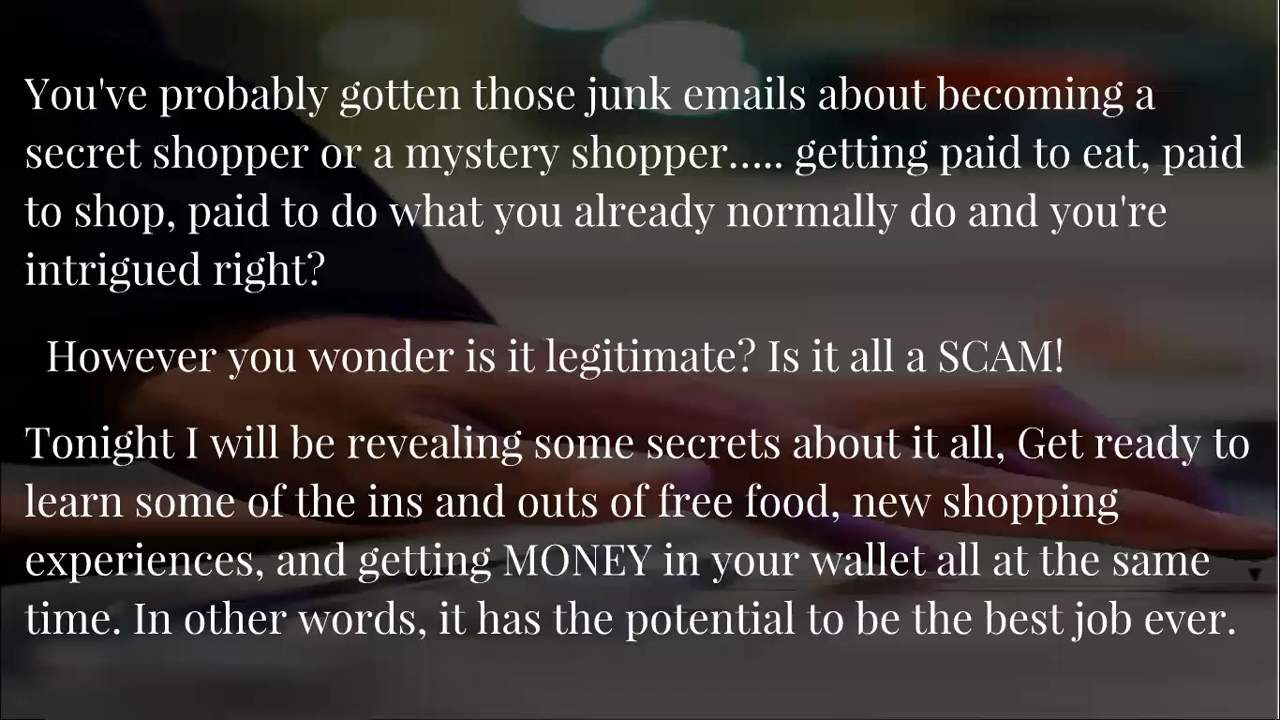 You've probably gotten those junk emails about becoming a
secret shopper or a mystery shopper..... getting paid to eat, paid
to shop, paid to do what you already normally do and you're
intrigued right?
However you wonder is it legitimate? Is it all a SCAM!
Tonight I will be revealing some secrets about it all, Get ready to
learn some of the ins and outs of free food, new shopping
experiences, and getting MONEY in your wallet all at the same
time. In other words, it has the potential to be the best job ever.